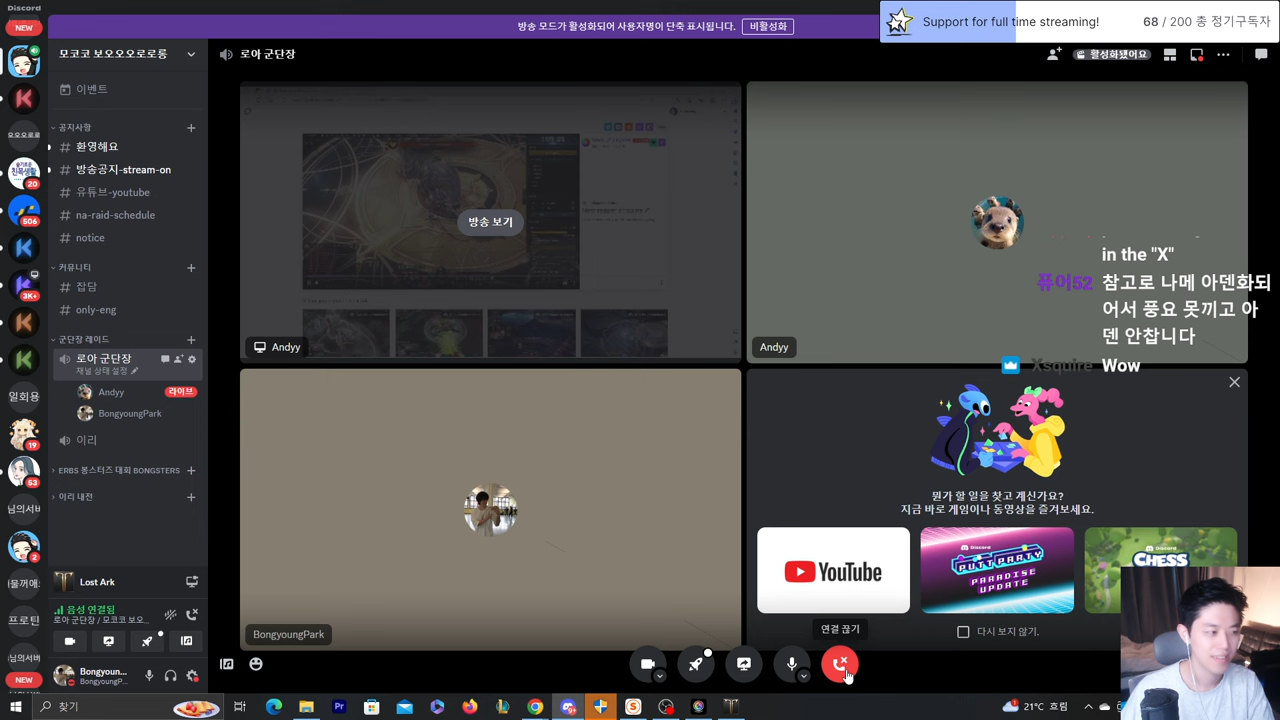 Discord
NEW
방송 모드가 활성화되어 사용자명이 단축 표시됩니다.
비활성화
Support for full time streaming!
68 / 200 종 정기구독자
모코코 보오오오로롱
로아 군단장
활성화됐어요
이벤트
공지사항
환영해요
방송공지-stream-on
유튜브-youtube
na-raid-schedule
notice
커뮤니티
잡담
only-eng
군단장 레이드
로아 군단장
채널 상태 설정
Andyy
라이브
BongyoungPark
이리
ERBS 봉스터즈 대회 BONGSTERS
이리 내전
20
506
3K+
일회용
19
53
2
프로틴
NEW
방송 보기
Andyy
Andyy
in the "X"
퓨어52
참고로 나메 아덴화되
어서 풍요 못끼고 아
덴 안찹니다
Xsquire
Wow
뭔가 할 일을 찾고 계신가요?
지금 바로 게임이나 동영상을 즐겨보세요.
YouTube
Discord
PUTT PARTY
PARADISE
UPDATE
Discord
CHESS
BongyoungPark
연결 끊기
다시 보지 않기.
Lost Ark
음성 연결됨
로아 군단장 / 모코코 보오...
Bongyoun...
BongyoungP...
찾기
21°C 흐림